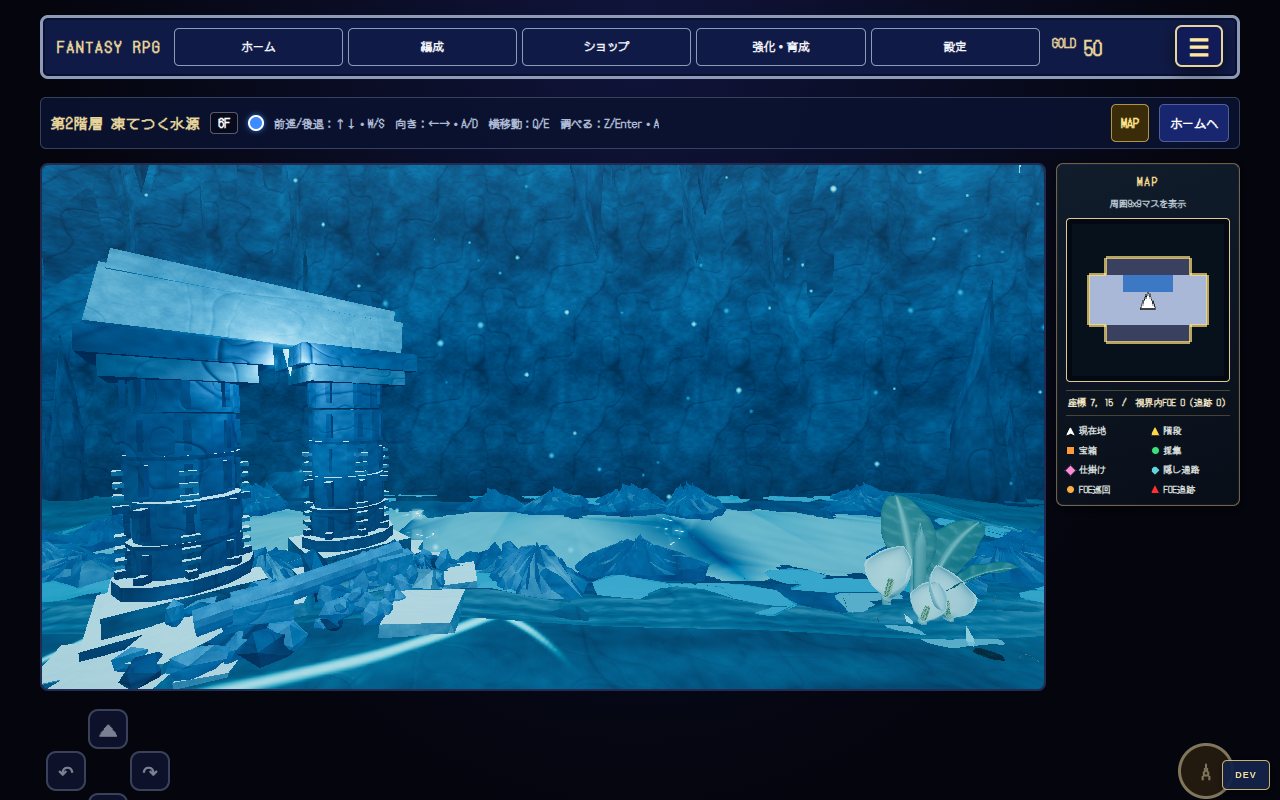 FANTASY RPG
ホーム
編成
ショップ
強化・育成
設定
GOLD 50
第2階層 凍てつく水源
6F
前進/後退：↑↓・W/S 向き：←→・A/D 横移動：Q/E 調べる：Z/Enter・A
MAP
ホームへ
MAP
周囲9x9マスを表示
座標 7, 15 / 視界内FOE 0（追跡 0）
現在地
階段
宝箱
採集
仕掛け
隠し通路
FOE巡回
FOE追跡
A
DEV